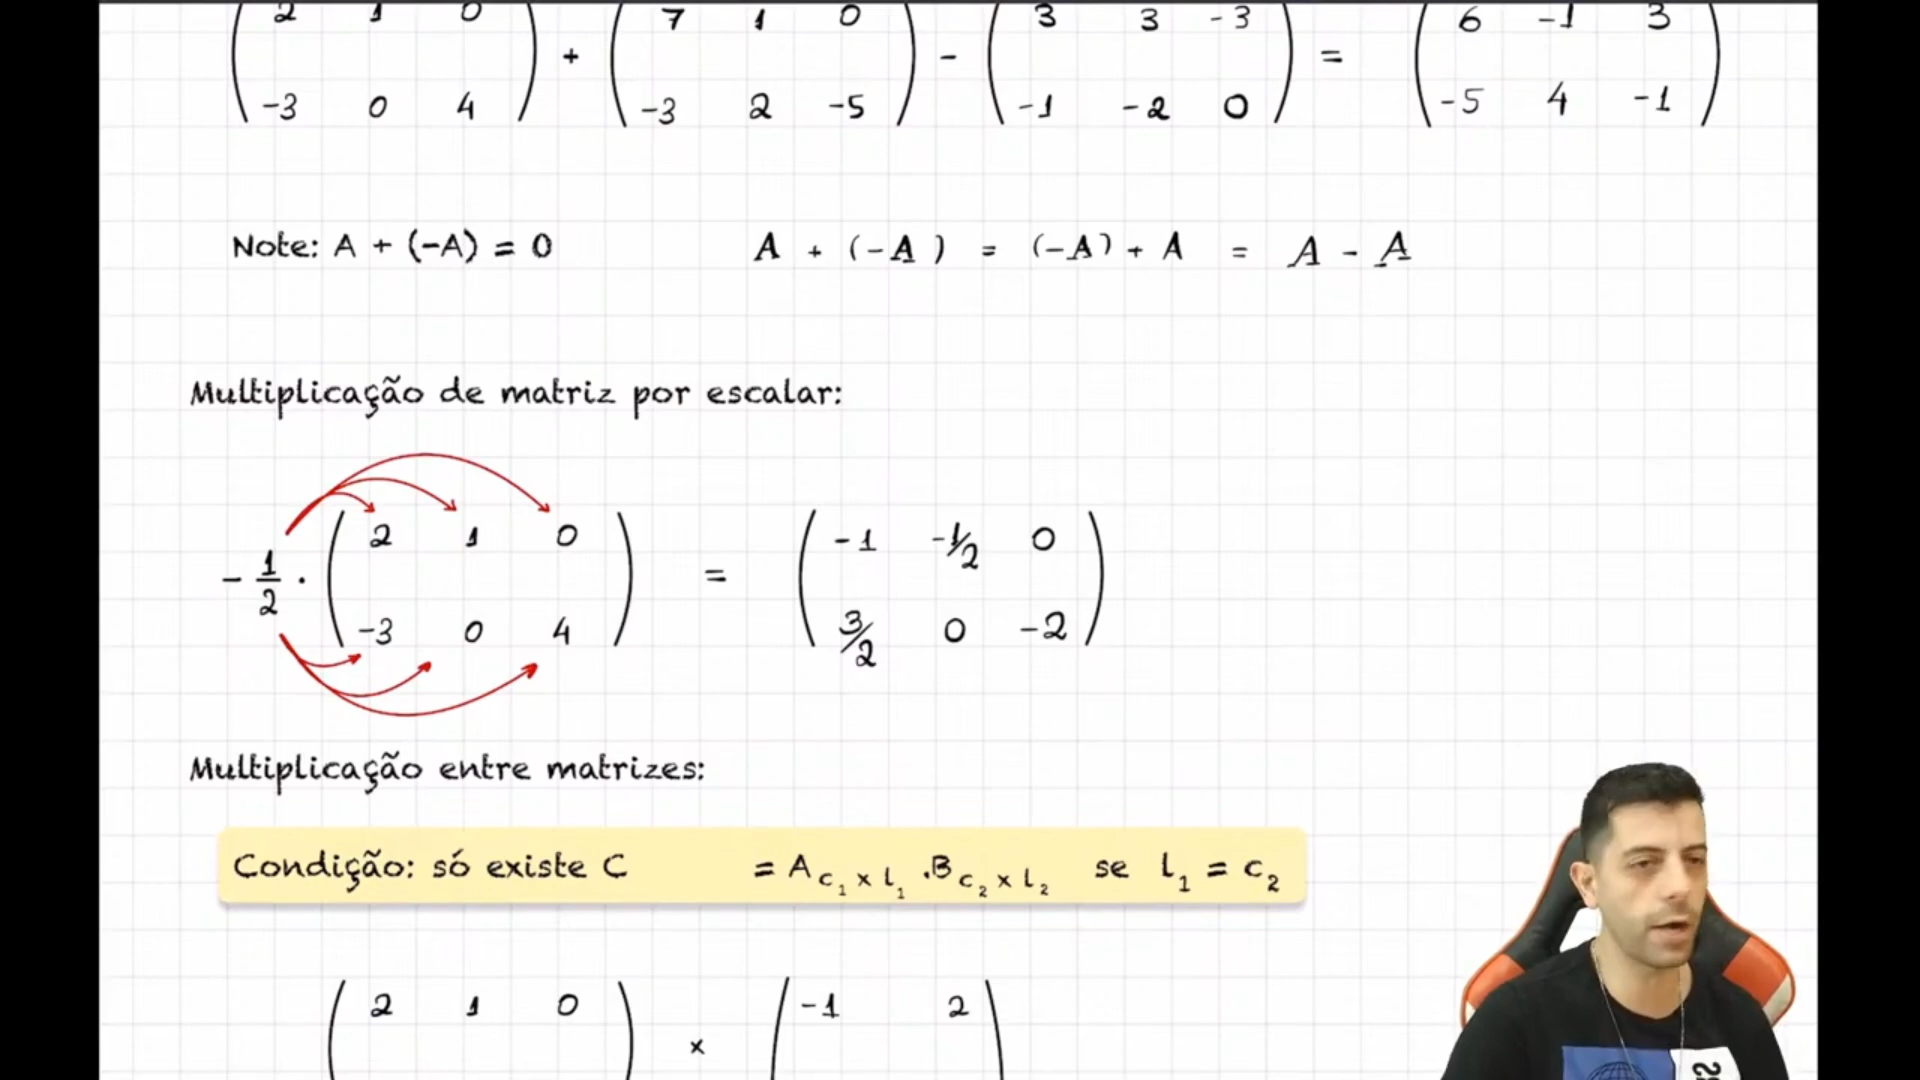 2 1 0 7 1 0 3 3 -3 6 -1 3
+ - =
-3 0 4 -3 2 -5 -1 -2 0 -5 4 -1
Note: A + (-A) = 0 A + (-A) = (-A) + A = A - A
Multiplicação de matriz por escalar:
2 1 0 -1 -1/2 0
-1/2 · =
-3 0 4 3/2 0 -2
Multiplicação entre matrizes:
Condição: só existe C = A c1 x l1 .B c2 x l2 se l1 = c2
2 1 0 -1 2
x